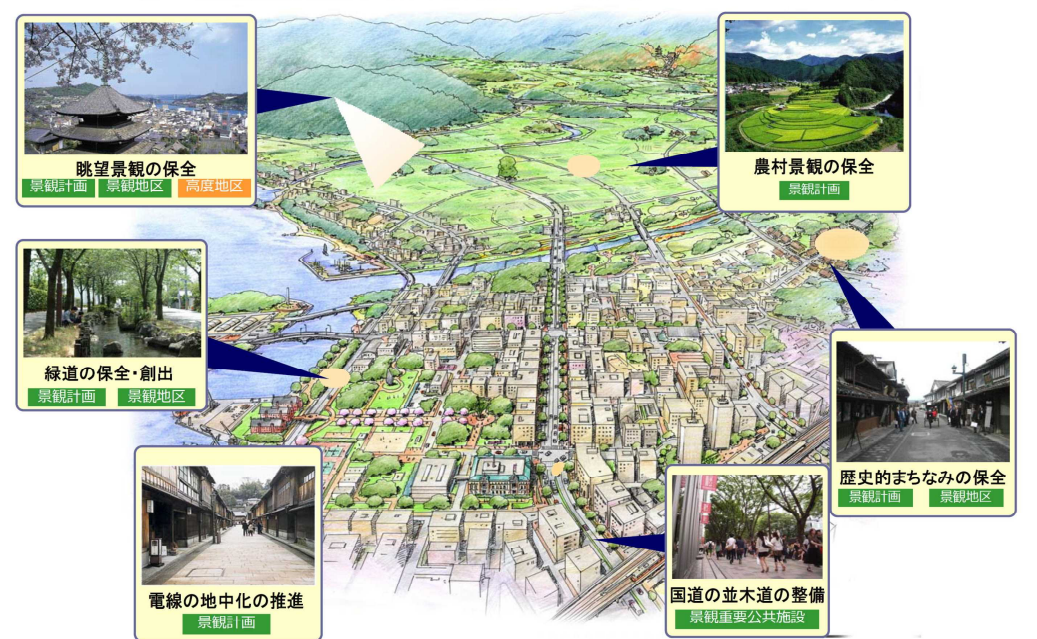 眺望景観の保全
景観計画 景観地区 高度地区
農村景観の保全
景観計画
緑道の保全・創出
景観計画 景観地区
歴史的まちなみの保全
景観計画 景観地区
電線の地中化の推進
景観計画
国道の並木道の整備
景観重要公共施設